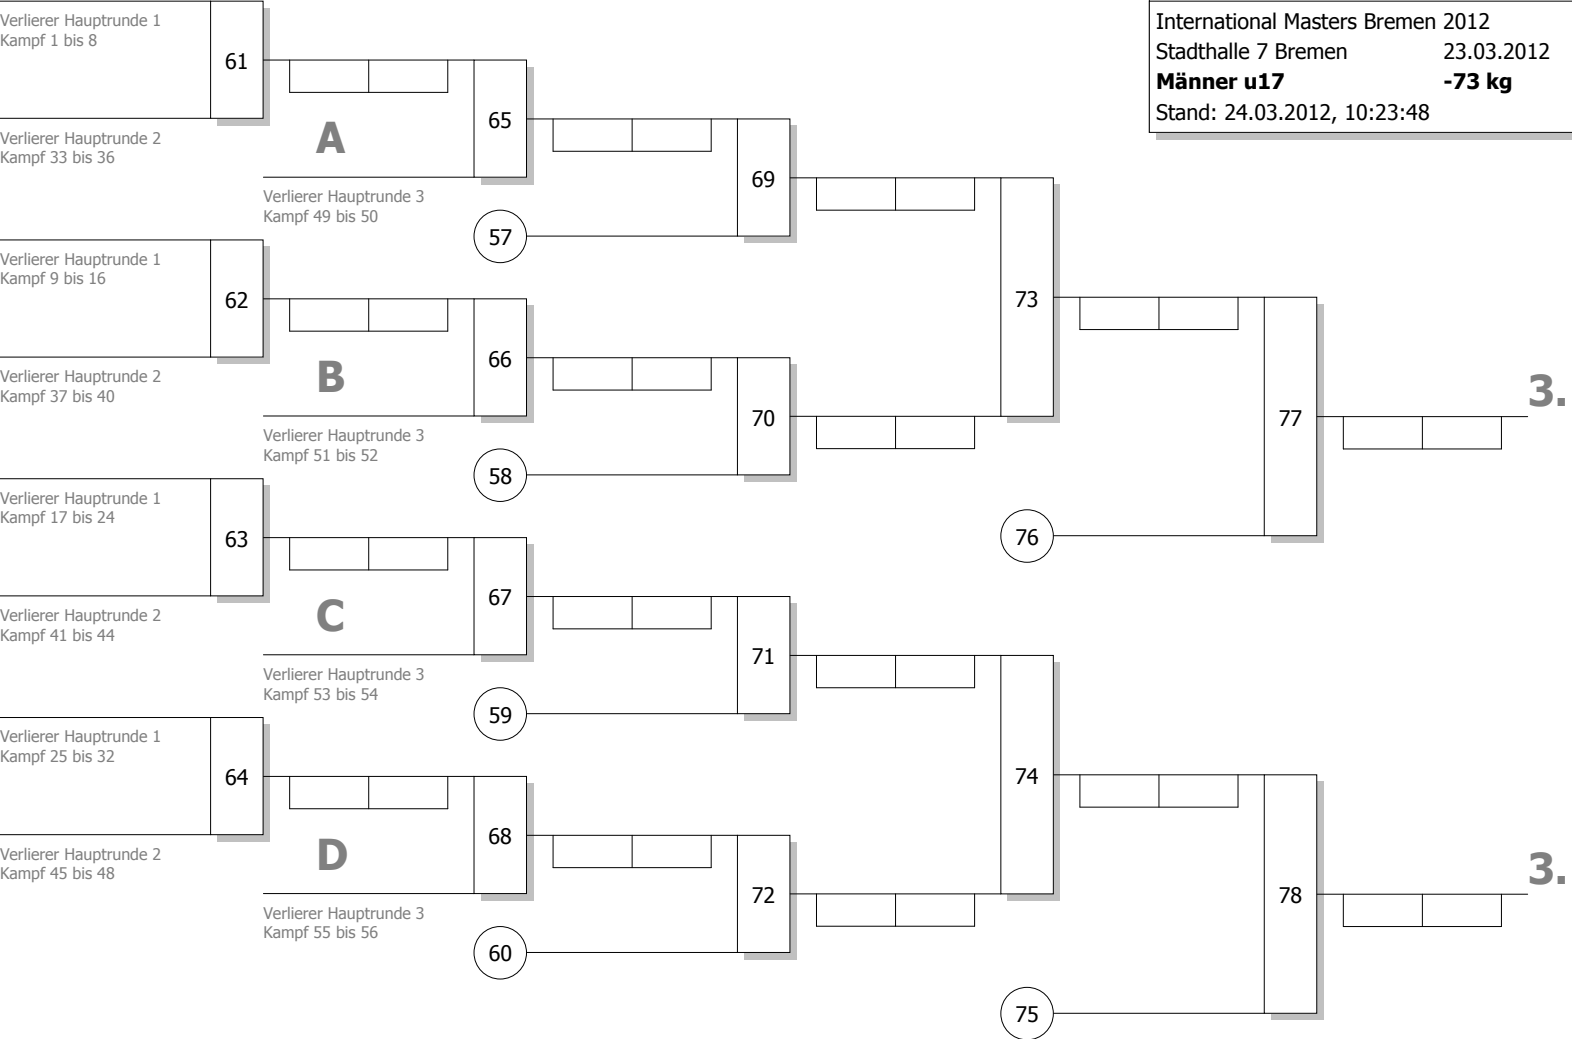 International Masters Bremen 2012
Stadthalle 7 Bremen 23.03.2012
Männer u17 -73 kg
Stand: 24.03.2012, 10:23:48
Verlierer Hauptrunde 1
Kampf 1 bis 8
61
Verlierer Hauptrunde 2
Kampf 33 bis 36
A
65
Verlierer Hauptrunde 3
Kampf 49 bis 50
57
69
Verlierer Hauptrunde 1
Kampf 9 bis 16
62
Verlierer Hauptrunde 2
Kampf 37 bis 40
B
66
Verlierer Hauptrunde 3
Kampf 51 bis 52
58
70
73
77
3.
76
Verlierer Hauptrunde 1
Kampf 17 bis 24
63
Verlierer Hauptrunde 2
Kampf 41 bis 44
C
67
Verlierer Hauptrunde 3
Kampf 53 bis 54
59
71
Verlierer Hauptrunde 1
Kampf 25 bis 32
64
Verlierer Hauptrunde 2
Kampf 45 bis 48
D
68
Verlierer Hauptrunde 3
Kampf 55 bis 56
60
72
74
78
3.
75